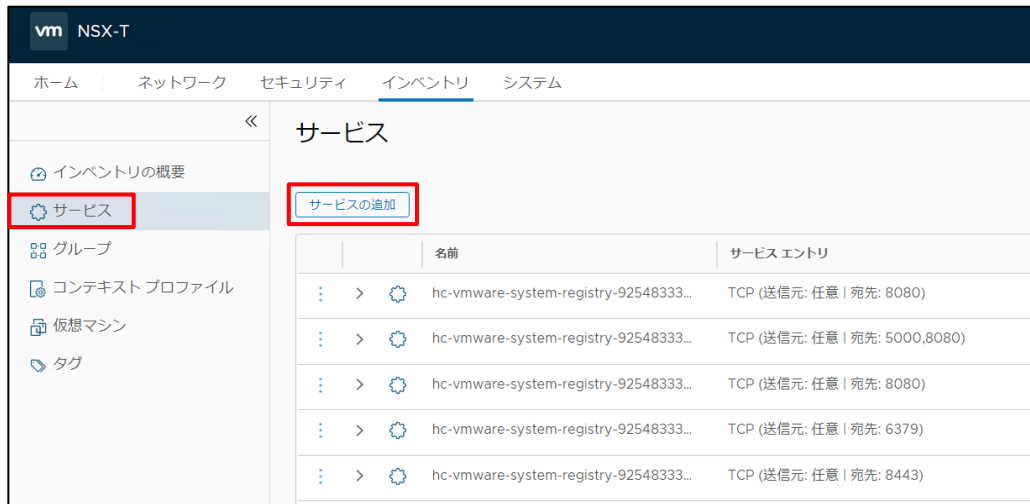 vm NSX-T
ホーム ネットワーク セキュリティ インベントリ システム
サービス
インベントリの概要
サービス
グループ
コンテキスト プロファイル
仮想マシン
タグ
サービスの追加
名前 サービス エントリ
hc-vmware-system-registry-92548333... TCP (送信元: 任意 | 宛先: 8080)
hc-vmware-system-registry-92548333... TCP (送信元: 任意 | 宛先: 5000,8080)
hc-vmware-system-registry-92548333... TCP (送信元: 任意 | 宛先: 8080)
hc-vmware-system-registry-92548333... TCP (送信元: 任意 | 宛先: 6379)
hc-vmware-system-registry-92548333... TCP (送信元: 任意 | 宛先: 8443)